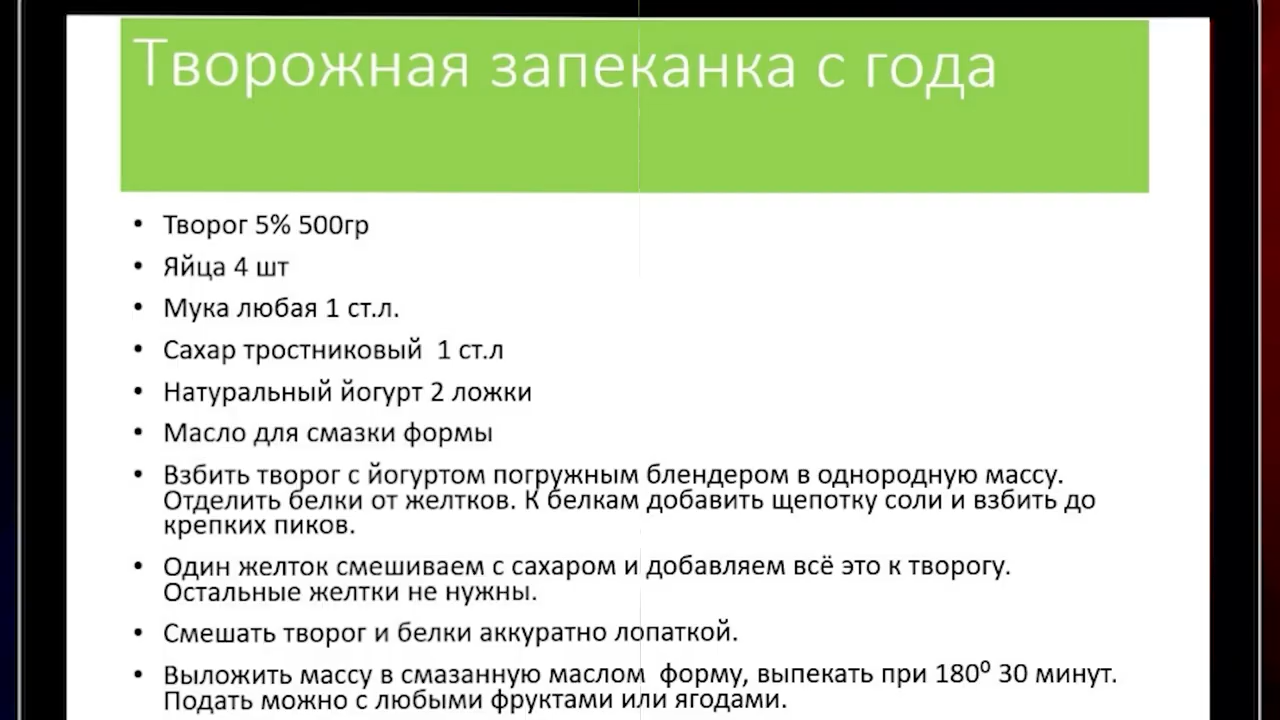 Творожная запеканка с года
• Творог 5% 500гр
• Яйца 4 шт
• Мука любая 1 ст.л.
• Сахар тростниковый 1 ст.л
• Натуральный йогурт 2 ложки
• Масло для смазки формы
• Взбить творог с йогуртом погружным блендером в однородную массу.
Отделить белки от желтков. К белкам добавить щепотку соли и взбить до
крепких пиков.
• Один желток смешиваем с сахаром и добавляем всё это к творогу.
Остальные желтки не нужны.
• Смешать творог и белки аккуратно лопаткой.
• Выложить массу в смазанную маслом форму, выпекать при 180⁰ 30 минут.
Подать можно с любыми фруктами или ягодами.